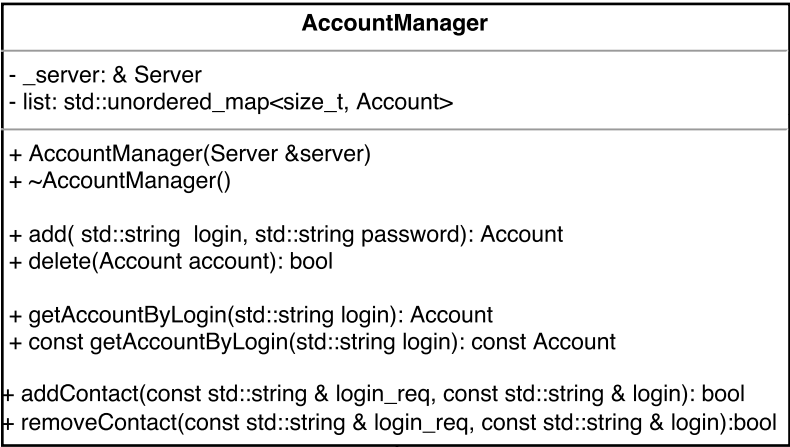 AccountManager
- _server: & Server
- list: std::unordered_map<size_t, Account>
+ AccountManager(Server &server)
+ ~AccountManager()
+ add( std::string  login, std::string password): Account
+ delete(Account account): bool
+ getAccountByLogin(std::string login): Account
+ const getAccountByLogin(std::string login): const Account
+ addContact(const std::string & login_req, const std::string & login): bool
+ removeContact(const std::string & login_req, const std::string & login):bool